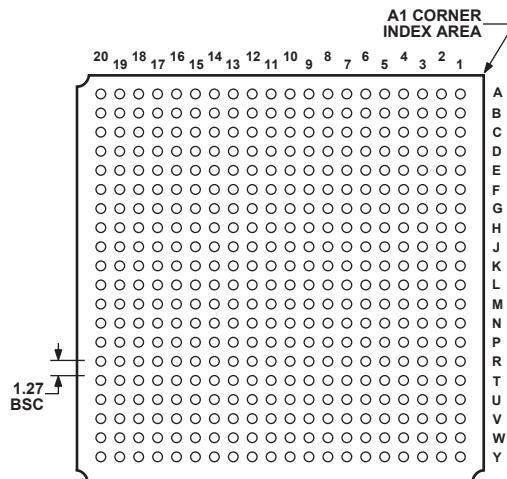 A1 CORNER
INDEX AREA
20 18 16 14 12 10 8 6 4 2
19 17 15 13 11 9 7 5 3 1
A
B
C
D
E
F
G
H
J
K
L
M
N
P
R
T
U
V
W
Y
1.27
BSC